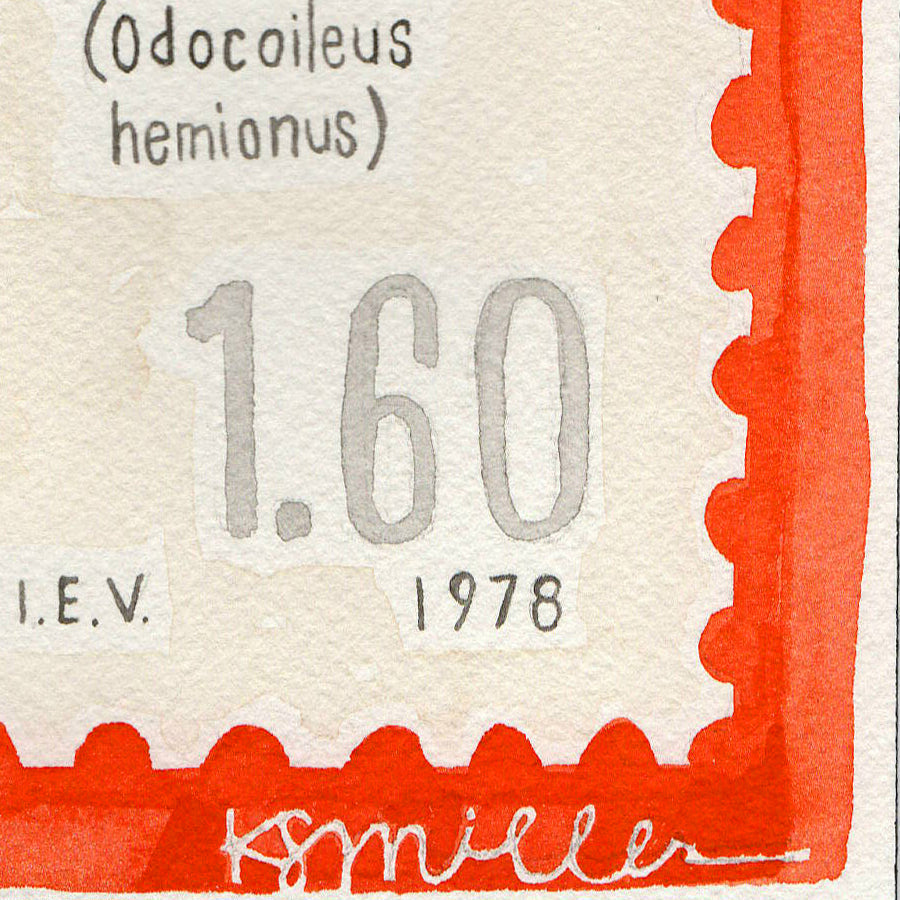 (Odocoileus
hemionus)
1.60
I.E.V. 1978
KSMiller